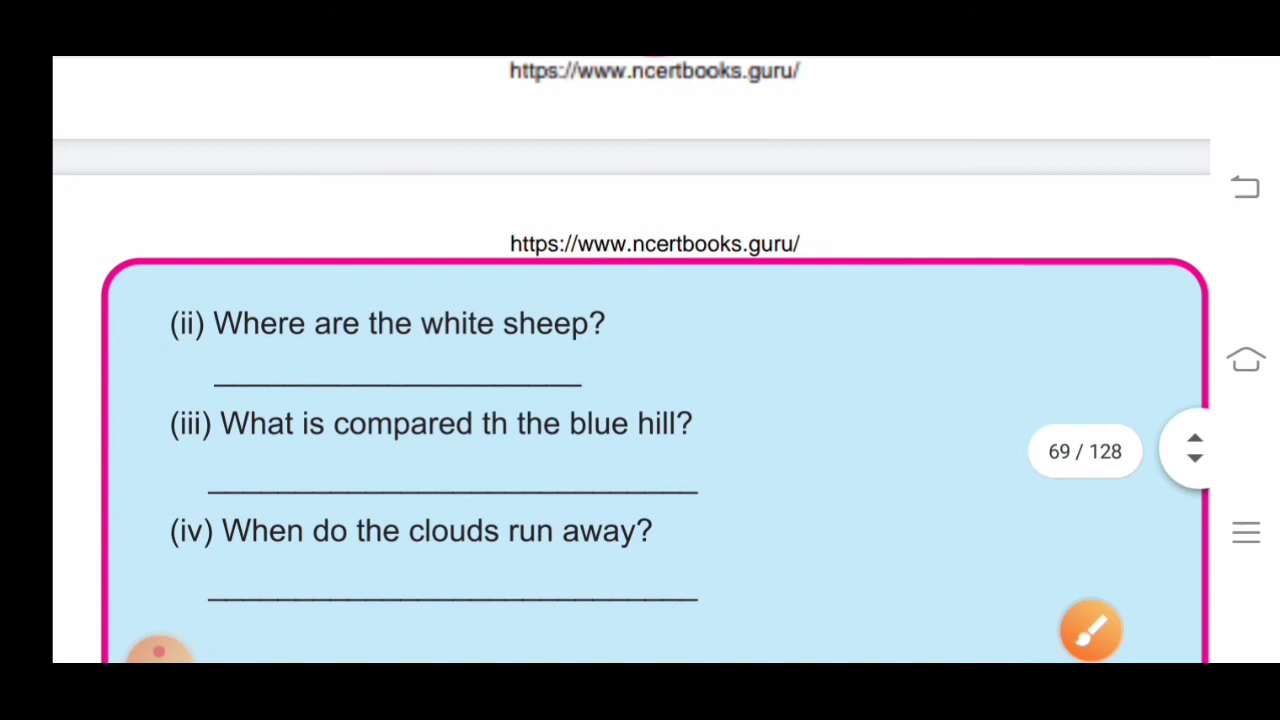 https://www.ncertbooks.guru/
https://www.ncertbooks.guru/
(ii) Where are the white sheep?
(iii) What is compared th the blue hill?
69 / 128
(iv) When do the clouds run away?